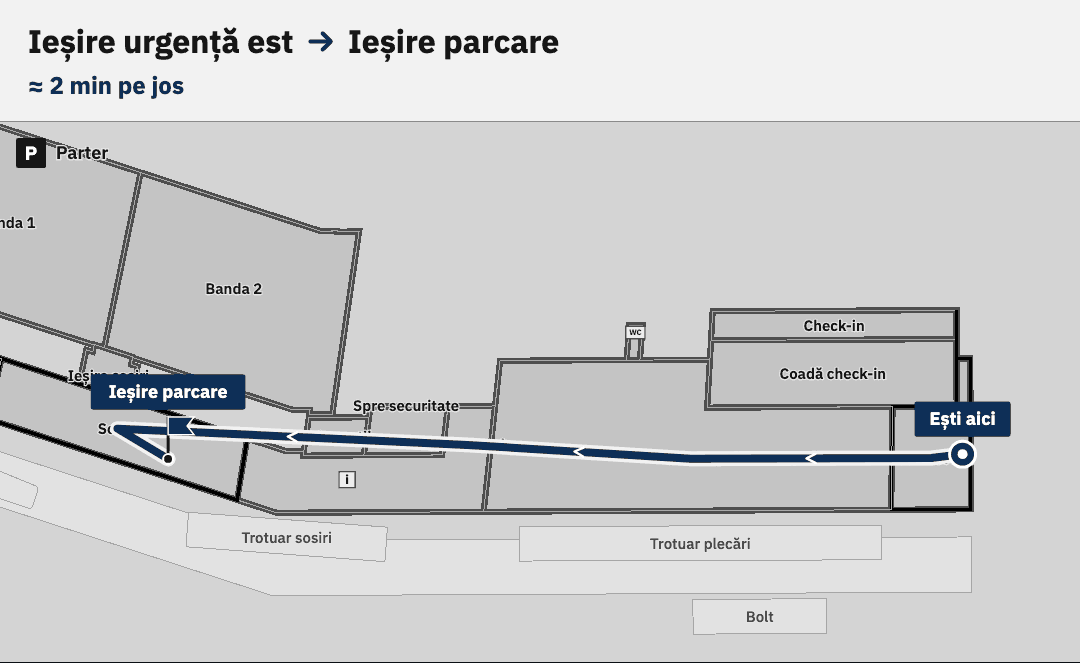 Ieșire urgență est → Ieșire parcare
≈ 2 min pe jos
P Parter
Banda 2
WC
Check-in
Coadă check-in
Ieșire parcare
Spre securitate
Ești aici
i
Trotuar sosiri
Trotuar plecări
Bolt